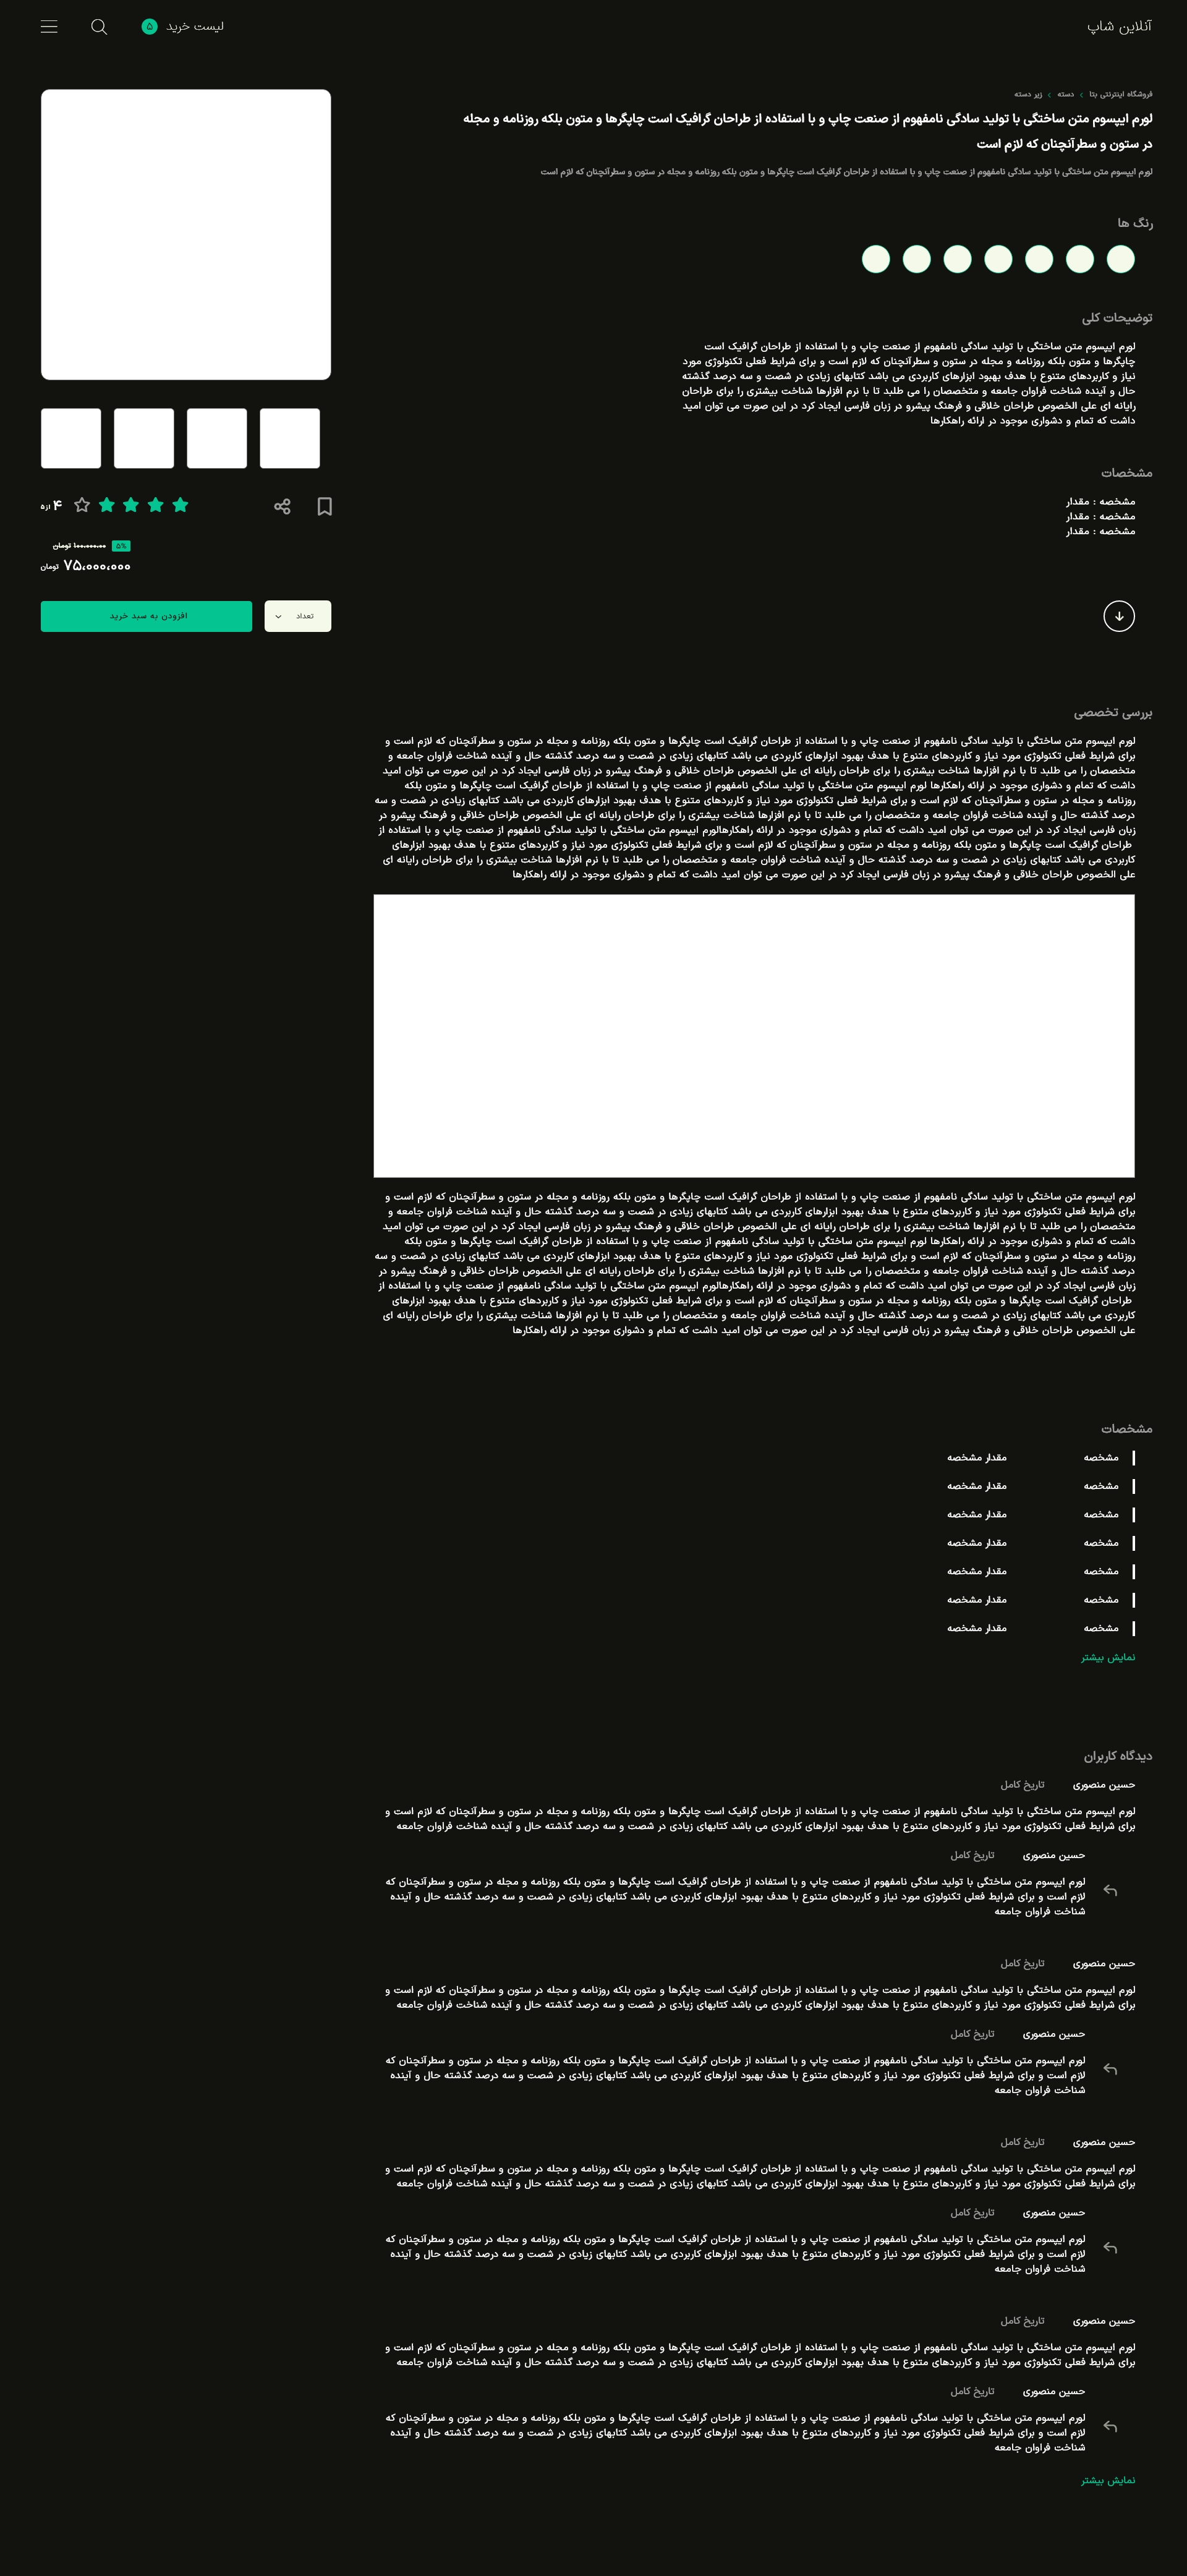 آنلاین شاپ
لیست خرید ۵
فروشگاه اینترنتی بتا › دسته › زیر دسته
لورم ایپسوم متن ساختگی با تولید سادگی نامفهوم از صنعت چاپ و با استفاده از طراحان گرافیک است چاپگرها و متون بلکه روزنامه و مجله
در ستون و سطرآنچنان که لازم است
لورم ایپسوم متن ساختگی با تولید سادگی نامفهوم از صنعت چاپ و با استفاده از طراحان گرافیک است چاپگرها و متون بلکه روزنامه و مجله در ستون و سطرآنچنان که لازم است
رنگ ها
توضیحات کلی
لورم ایپسوم متن ساختگی با تولید سادگی نامفهوم از صنعت چاپ و با استفاده از طراحان گرافیک است
چاپگرها و متون بلکه روزنامه و مجله در ستون و سطرآنچنان که لازم است و برای شرایط فعلی تکنولوژی مورد
نیاز و کاربردهای متنوع با هدف بهبود ابزارهای کاربردی می باشد کتابهای زیادی در شصت و سه درصد گذشته
حال و آینده شناخت فراوان جامعه و متخصصان را می طلبد تا با نرم افزارها شناخت بیشتری را برای طراحان
رایانه ای علی الخصوص طراحان خلاقی و فرهنگ پیشرو در زبان فارسی ایجاد کرد در این صورت می توان امید
داشت که تمام و دشواری موجود در ارائه راهکارها
مشخصات
مشخصه : مقدار
مشخصه : مقدار
مشخصه : مقدار
۴ از۵
۵% ۱۰۰،۰۰۰،۰۰ تومان
۷۵،۰۰۰،۰۰۰ تومان
تعداد
افزودن به سبد خرید
بررسی تخصصی
لورم ایپسوم متن ساختگی با تولید سادگی نامفهوم از صنعت چاپ و با استفاده از طراحان گرافیک است چاپگرها و متون بلکه روزنامه و مجله در ستون و سطرآنچنان که لازم است و
برای شرایط فعلی تکنولوژی مورد نیاز و کاربردهای متنوع با هدف بهبود ابزارهای کاربردی می باشد کتابهای زیادی در شصت و سه درصد گذشته حال و آینده شناخت فراوان جامعه و
متخصصان را می طلبد تا با نرم افزارها شناخت بیشتری را برای طراحان رایانه ای علی الخصوص طراحان خلاقی و فرهنگ پیشرو در زبان فارسی ایجاد کرد در این صورت می توان امید
داشت که تمام و دشواری موجود در ارائه راهکارها لورم ایپسوم متن ساختگی با تولید سادگی نامفهوم از صنعت چاپ و با استفاده از طراحان گرافیک است چاپگرها و متون بلکه
روزنامه و مجله در ستون و سطرآنچنان که لازم است و برای شرایط فعلی تکنولوژی مورد نیاز و کاربردهای متنوع با هدف بهبود ابزارهای کاربردی می باشد کتابهای زیادی در شصت و سه
درصد گذشته حال و آینده شناخت فراوان جامعه و متخصصان را می طلبد تا با نرم افزارها شناخت بیشتری را برای طراحان رایانه ای علی الخصوص طراحان خلاقی و فرهنگ پیشرو در
زبان فارسی ایجاد کرد در این صورت می توان امید داشت که تمام و دشواری موجود در ارائه راهکارهالورم ایپسوم متن ساختگی با تولید سادگی نامفهوم از صنعت چاپ و با استفاده از
طراحان گرافیک است چاپگرها و متون بلکه روزنامه و مجله در ستون و سطرآنچنان که لازم است و برای شرایط فعلی تکنولوژی مورد نیاز و کاربردهای متنوع با هدف بهبود ابزارهای
کاربردی می باشد کتابهای زیادی در شصت و سه درصد گذشته حال و آینده شناخت فراوان جامعه و متخصصان را می طلبد تا با نرم افزارها شناخت بیشتری را برای طراحان رایانه ای
علی الخصوص طراحان خلاقی و فرهنگ پیشرو در زبان فارسی ایجاد کرد در این صورت می توان امید داشت که تمام و دشواری موجود در ارائه راهکارها
لورم ایپسوم متن ساختگی با تولید سادگی نامفهوم از صنعت چاپ و با استفاده از طراحان گرافیک است چاپگرها و متون بلکه روزنامه و مجله در ستون و سطرآنچنان که لازم است و
برای شرایط فعلی تکنولوژی مورد نیاز و کاربردهای متنوع با هدف بهبود ابزارهای کاربردی می باشد کتابهای زیادی در شصت و سه درصد گذشته حال و آینده شناخت فراوان جامعه و
متخصصان را می طلبد تا با نرم افزارها شناخت بیشتری را برای طراحان رایانه ای علی الخصوص طراحان خلاقی و فرهنگ پیشرو در زبان فارسی ایجاد کرد در این صورت می توان امید
داشت که تمام و دشواری موجود در ارائه راهکارها لورم ایپسوم متن ساختگی با تولید سادگی نامفهوم از صنعت چاپ و با استفاده از طراحان گرافیک است چاپگرها و متون بلکه
روزنامه و مجله در ستون و سطرآنچنان که لازم است و برای شرایط فعلی تکنولوژی مورد نیاز و کاربردهای متنوع با هدف بهبود ابزارهای کاربردی می باشد کتابهای زیادی در شصت و سه
درصد گذشته حال و آینده شناخت فراوان جامعه و متخصصان را می طلبد تا با نرم افزارها شناخت بیشتری را برای طراحان رایانه ای علی الخصوص طراحان خلاقی و فرهنگ پیشرو در
زبان فارسی ایجاد کرد در این صورت می توان امید داشت که تمام و دشواری موجود در ارائه راهکارهالورم ایپسوم متن ساختگی با تولید سادگی نامفهوم از صنعت چاپ و با استفاده از
طراحان گرافیک است چاپگرها و متون بلکه روزنامه و مجله در ستون و سطرآنچنان که لازم است و برای شرایط فعلی تکنولوژی مورد نیاز و کاربردهای متنوع با هدف بهبود ابزارهای
کاربردی می باشد کتابهای زیادی در شصت و سه درصد گذشته حال و آینده شناخت فراوان جامعه و متخصصان را می طلبد تا با نرم افزارها شناخت بیشتری را برای طراحان رایانه ای
علی الخصوص طراحان خلاقی و فرهنگ پیشرو در زبان فارسی ایجاد کرد در این صورت می توان امید داشت که تمام و دشواری موجود در ارائه راهکارها
مشخصات
مشخصه مقدار مشخصه
مشخصه مقدار مشخصه
مشخصه مقدار مشخصه
مشخصه مقدار مشخصه
مشخصه مقدار مشخصه
مشخصه مقدار مشخصه
مشخصه مقدار مشخصه
نمایش بیشتر
دیدگاه کاربران
حسین منصوری تاریخ کامل
لورم ایپسوم متن ساختگی با تولید سادگی نامفهوم از صنعت چاپ و با استفاده از طراحان گرافیک است چاپگرها و متون بلکه روزنامه و مجله در ستون و سطرآنچنان که لازم است و
برای شرایط فعلی تکنولوژی مورد نیاز و کاربردهای متنوع با هدف بهبود ابزارهای کاربردی می باشد کتابهای زیادی در شصت و سه درصد گذشته حال و آینده شناخت فراوان جامعه
حسین منصوری تاریخ کامل
لورم ایپسوم متن ساختگی با تولید سادگی نامفهوم از صنعت چاپ و با استفاده از طراحان گرافیک است چاپگرها و متون بلکه روزنامه و مجله در ستون و سطرآنچنان که
لازم است و برای شرایط فعلی تکنولوژی مورد نیاز و کاربردهای متنوع با هدف بهبود ابزارهای کاربردی می باشد کتابهای زیادی در شصت و سه درصد گذشته حال و آینده
شناخت فراوان جامعه
حسین منصوری تاریخ کامل
لورم ایپسوم متن ساختگی با تولید سادگی نامفهوم از صنعت چاپ و با استفاده از طراحان گرافیک است چاپگرها و متون بلکه روزنامه و مجله در ستون و سطرآنچنان که لازم است و
برای شرایط فعلی تکنولوژی مورد نیاز و کاربردهای متنوع با هدف بهبود ابزارهای کاربردی می باشد کتابهای زیادی در شصت و سه درصد گذشته حال و آینده شناخت فراوان جامعه
حسین منصوری تاریخ کامل
لورم ایپسوم متن ساختگی با تولید سادگی نامفهوم از صنعت چاپ و با استفاده از طراحان گرافیک است چاپگرها و متون بلکه روزنامه و مجله در ستون و سطرآنچنان که
لازم است و برای شرایط فعلی تکنولوژی مورد نیاز و کاربردهای متنوع با هدف بهبود ابزارهای کاربردی می باشد کتابهای زیادی در شصت و سه درصد گذشته حال و آینده
شناخت فراوان جامعه
حسین منصوری تاریخ کامل
لورم ایپسوم متن ساختگی با تولید سادگی نامفهوم از صنعت چاپ و با استفاده از طراحان گرافیک است چاپگرها و متون بلکه روزنامه و مجله در ستون و سطرآنچنان که لازم است و
برای شرایط فعلی تکنولوژی مورد نیاز و کاربردهای متنوع با هدف بهبود ابزارهای کاربردی می باشد کتابهای زیادی در شصت و سه درصد گذشته حال و آینده شناخت فراوان جامعه
حسین منصوری تاریخ کامل
لورم ایپسوم متن ساختگی با تولید سادگی نامفهوم از صنعت چاپ و با استفاده از طراحان گرافیک است چاپگرها و متون بلکه روزنامه و مجله در ستون و سطرآنچنان که
لازم است و برای شرایط فعلی تکنولوژی مورد نیاز و کاربردهای متنوع با هدف بهبود ابزارهای کاربردی می باشد کتابهای زیادی در شصت و سه درصد گذشته حال و آینده
شناخت فراوان جامعه
حسین منصوری تاریخ کامل
لورم ایپسوم متن ساختگی با تولید سادگی نامفهوم از صنعت چاپ و با استفاده از طراحان گرافیک است چاپگرها و متون بلکه روزنامه و مجله در ستون و سطرآنچنان که لازم است و
برای شرایط فعلی تکنولوژی مورد نیاز و کاربردهای متنوع با هدف بهبود ابزارهای کاربردی می باشد کتابهای زیادی در شصت و سه درصد گذشته حال و آینده شناخت فراوان جامعه
حسین منصوری تاریخ کامل
لورم ایپسوم متن ساختگی با تولید سادگی نامفهوم از صنعت چاپ و با استفاده از طراحان گرافیک است چاپگرها و متون بلکه روزنامه و مجله در ستون و سطرآنچنان که
لازم است و برای شرایط فعلی تکنولوژی مورد نیاز و کاربردهای متنوع با هدف بهبود ابزارهای کاربردی می باشد کتابهای زیادی در شصت و سه درصد گذشته حال و آینده
شناخت فراوان جامعه
نمایش بیشتر